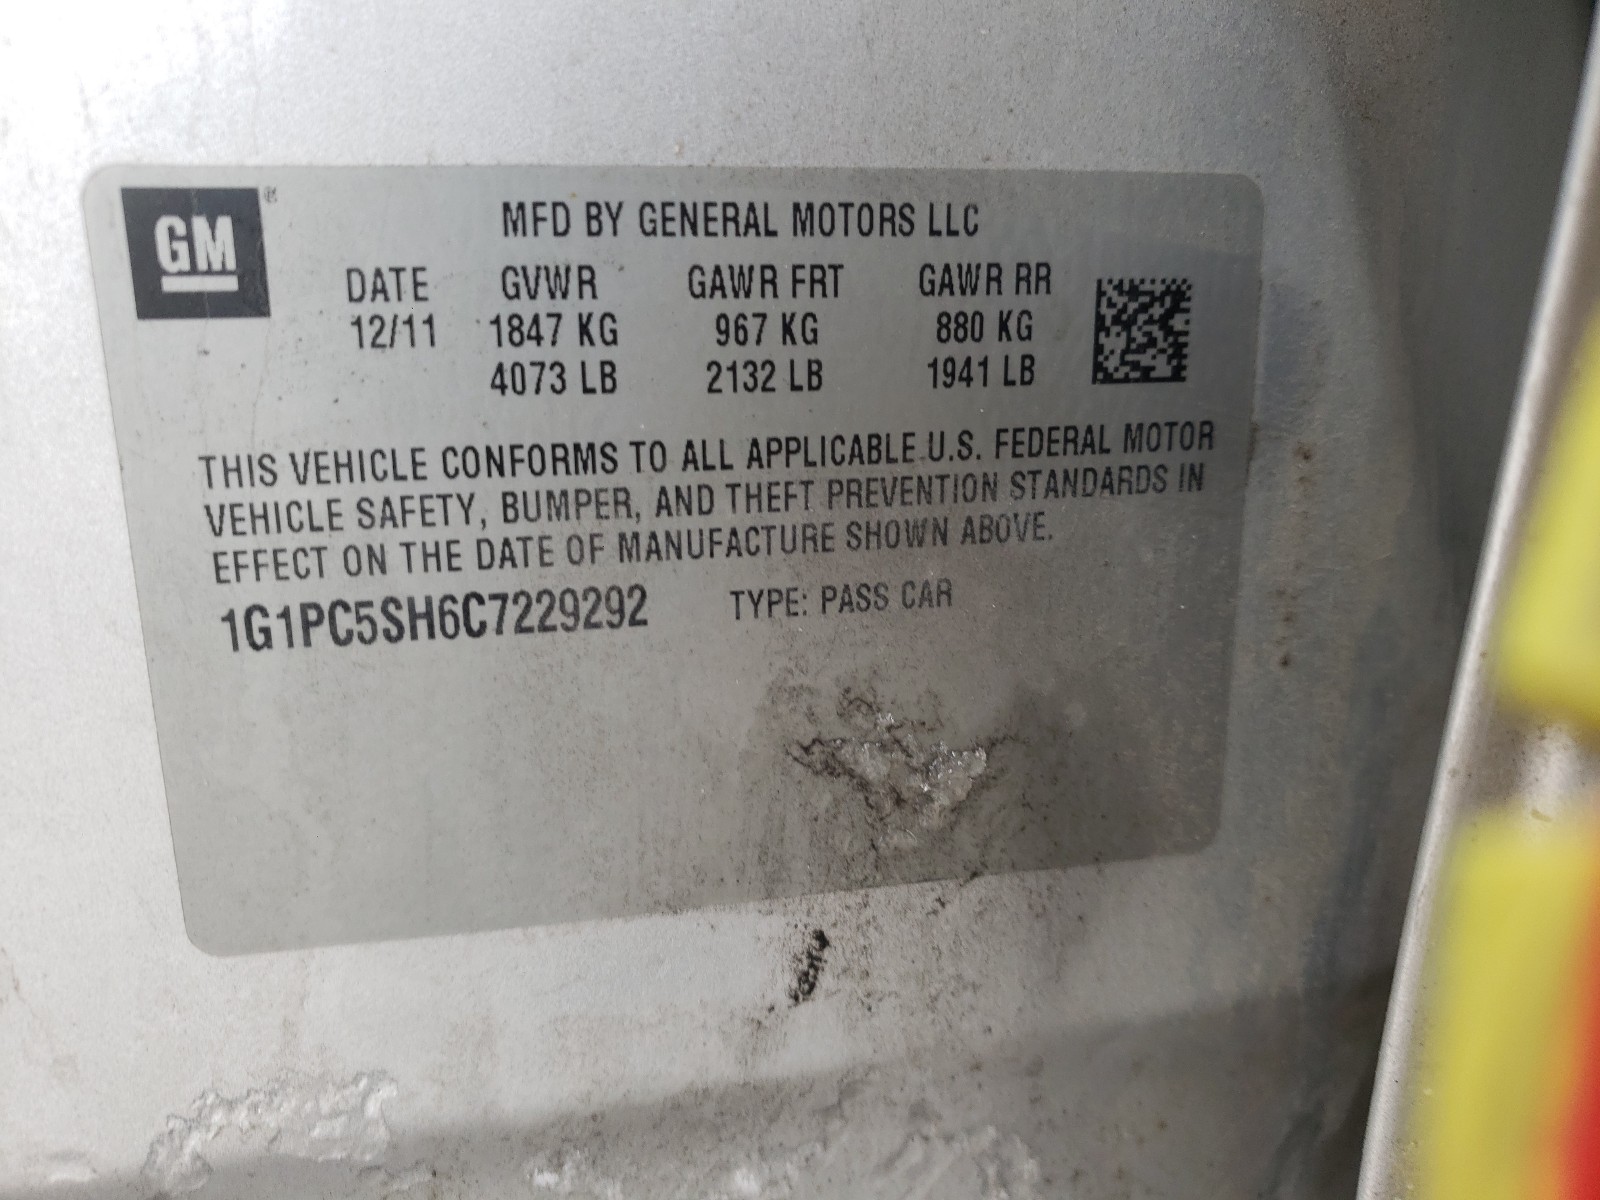 GM ®
MFD BY GENERAL MOTORS LLC
DATE GVWR GAWR FRT GAWR RR
12/11 1847 KG 967 KG 880 KG
4073 LB 2132 LB 1941 LB
THIS VEHICLE CONFORMS TO ALL APPLICABLE U.S. FEDERAL MOTOR
VEHICLE SAFETY, BUMPER, AND THEFT PREVENTION STANDARDS IN
EFFECT ON THE DATE OF MANUFACTURE SHOWN ABOVE.
1G1PC5SH6C7229292 TYPE: PASS CAR